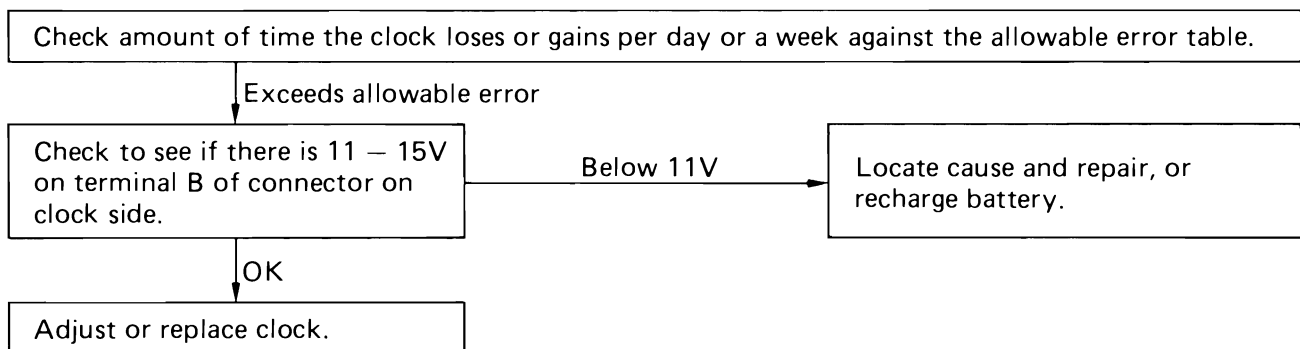 Check amount of time the clock loses or gains per day or a week against the allowable error table.
Exceeds allowable error
Check to see if there is 11 – 15V
on terminal B of connector on
clock side.
Below 11V
Locate cause and repair, or
recharge battery.
OK
Adjust or replace clock.